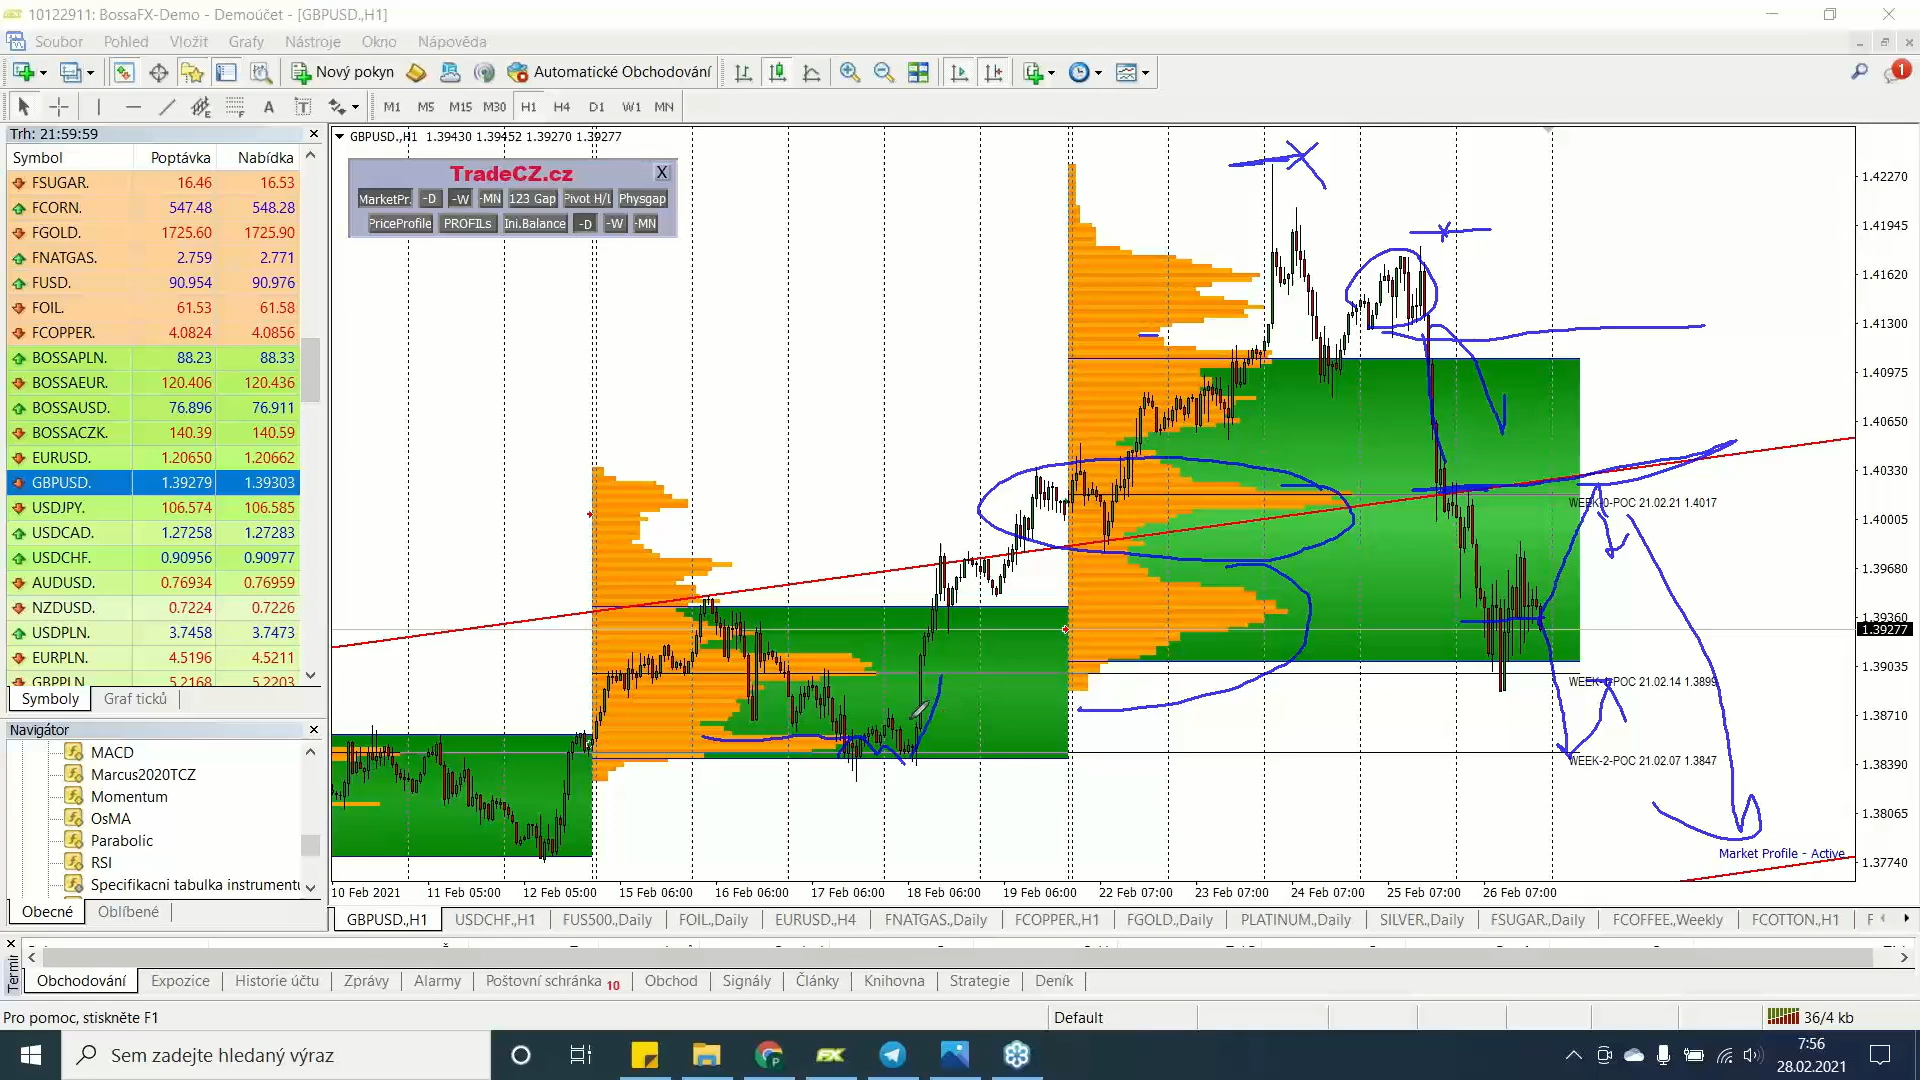 10122911: BossaFX-Demo - Demoúčet - [GBPUSD.,H1]
Soubor Pohled Vložit Grafy Nástroje Okno Nápověda
Nový pokyn Automatické Obchodování 1
A T M1 M5 M15 M30 H1 H4 D1 W1 MN
Trh: 21:59:59
Symbol Poptávka Nabídka
FSUGAR. 16.46 16.53
FCORN. 547.48 548.28
FGOLD. 1725.60 1725.90
FNATGAS. 2.759 2.771
FUSD. 90.954 90.976
FOIL. 61.53 61.58
FCOPPER. 4.0824 4.0856
BOSSAPLN. 88.23 88.33
BOSSAEUR. 120.406 120.436
BOSSAUSD. 76.896 76.911
BOSSACZK. 140.39 140.59
EURUSD. 1.20650 1.20662
GBPUSD. 1.39279 1.39303
USDJPY. 106.574 106.585
USDCAD. 1.27258 1.27283
USDCHF. 0.90956 0.90977
AUDUSD. 0.76934 0.76959
NZDUSD. 0.7224 0.7226
USDPLN. 3.7458 3.7473
EURPLN. 4.5196 4.5211
GBPPLN. 5.2168 5.2203
Symboly Graf ticků
Navigátor
MACD
Marcus2020TCZ
Momentum
OsMA
Parabolic
RSI
Specifikacni tabulka instrumentu
Obecné Oblíbené
GBPUSD.,H1 1.39430 1.39452 1.39270 1.39277
TradeCZ.cz X
MarketPr. -D -W -MN 123 Gap Pivot H/L Physgap
PriceProfile PROFILs Ini.Balance -D -W -MN
WEEK-0-POC 21.02.21 1.4017
POC 21.02.14 1.3899
WEEK-2-POC 21.02.07 1.3847
Market Profile - Active
1.42270
1.41945
1.41620
1.41300
1.40975
1.40650
1.40330
1.40005
1.39680
1.39360
1.39277
1.39035
1.38710
1.38390
1.38065
1.37740
10 Feb 2021 11 Feb 05:00 12 Feb 05:00 15 Feb 06:00 16 Feb 06:00 17 Feb 06:00 18 Feb 06:00 19 Feb 06:00 22 Feb 07:00 23 Feb 07:00 24 Feb 07:00 25 Feb 07:00 26 Feb 07:00
GBPUSD.,H1 USDCHF.,H1 FUS500.,Daily FOIL.,Daily EURUSD.,H4 FNATGAS.,Daily FCOPPER.,H1 FGOLD.,Daily PLATINUM.,Daily SILVER.,Daily FSUGAR.,Daily FCOFFEE.,Weekly FCOTTON.,H1 F
Termin
Obchodování Expozice Historie účtu Zprávy Alarmy Poštovní schránka 10 Obchod Signály Články Knihovna Strategie Deník
Pro pomoc, stiskněte F1 Default 36/4 kb
Sem zadejte hledaný výraz
7:56
28.02.2021